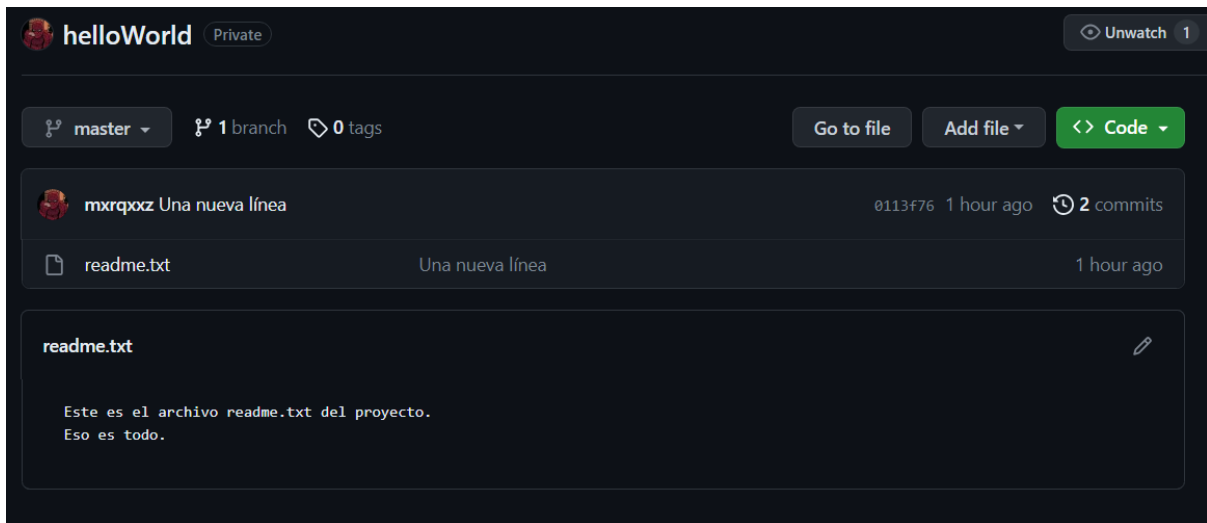 helloWorld Private Unwatch 1
master 1 branch 0 tags Go to file Add file Code
mxrqxxz Una nueva línea 0113f76 1 hour ago 2 commits
readme.txt Una nueva línea 1 hour ago
readme.txt
Este es el archivo readme.txt del proyecto.
Eso es todo.